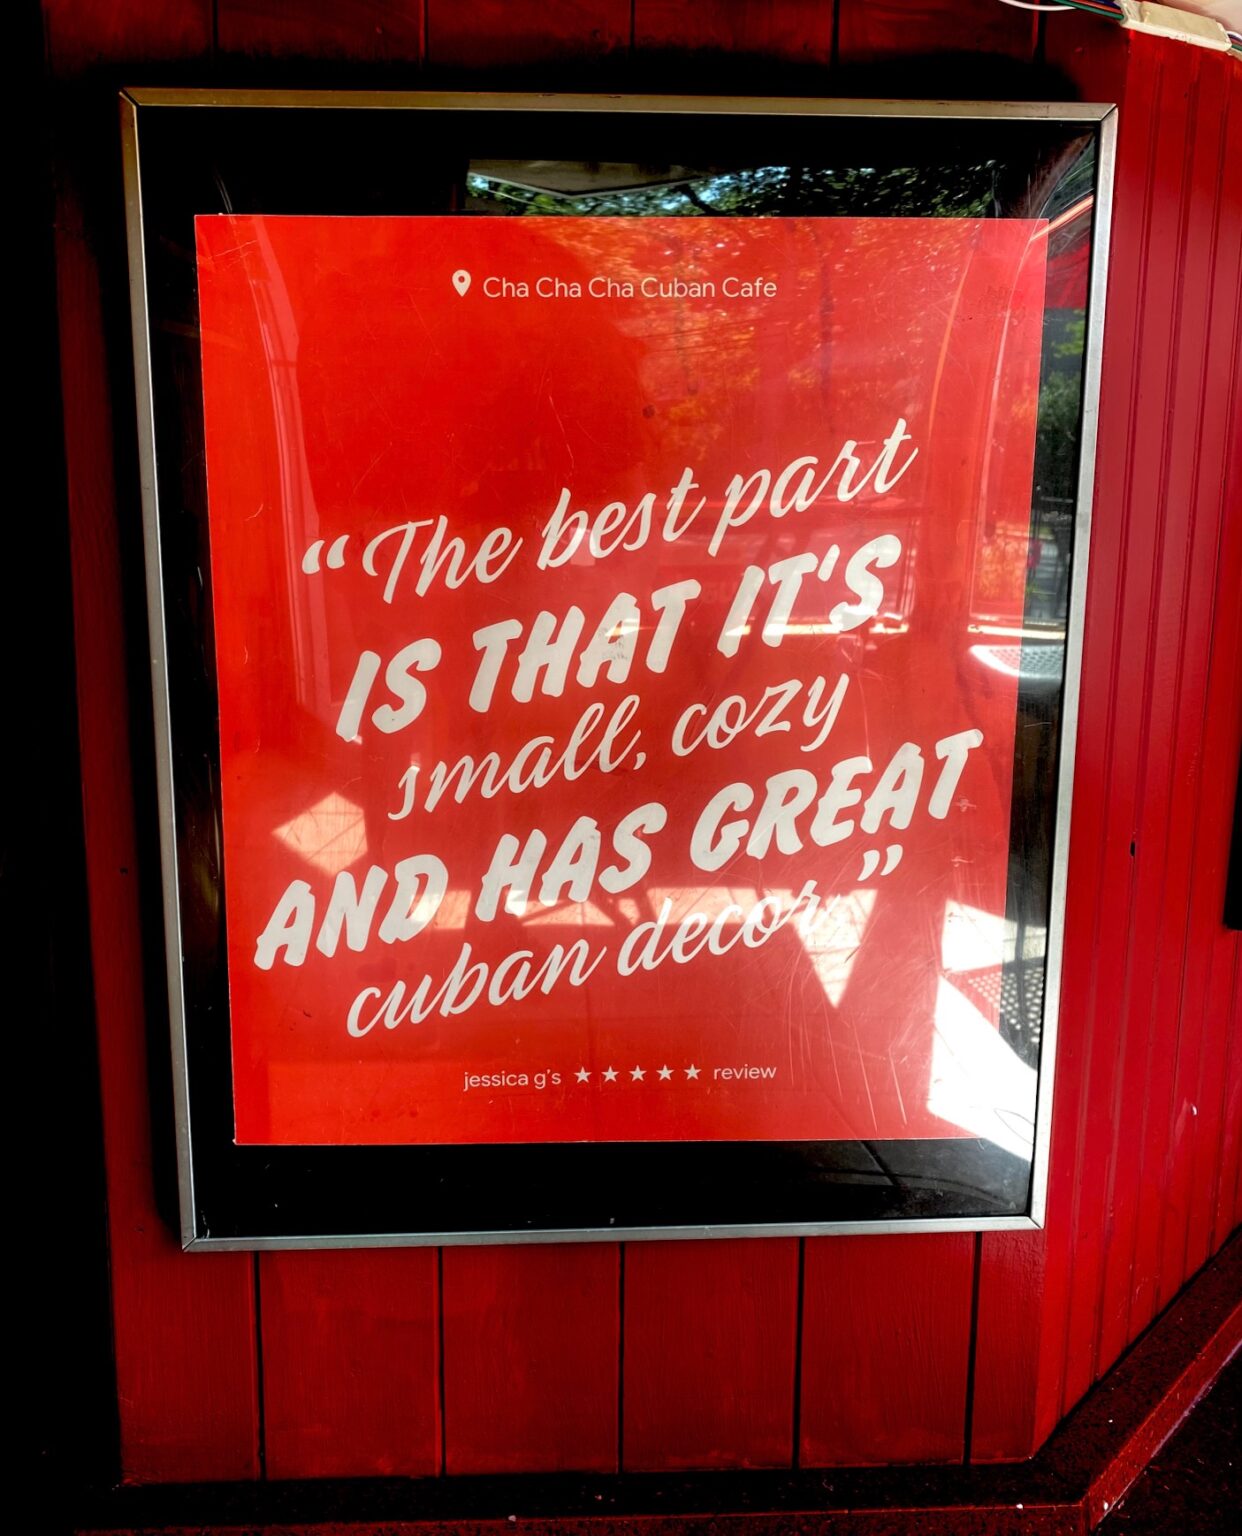 Cha Cha Cha Cuban Cafe
“The best part
IS THAT IT'S
small, cozy
AND HAS GREAT
cuban decor.”
jessica g's ★★★★★ review